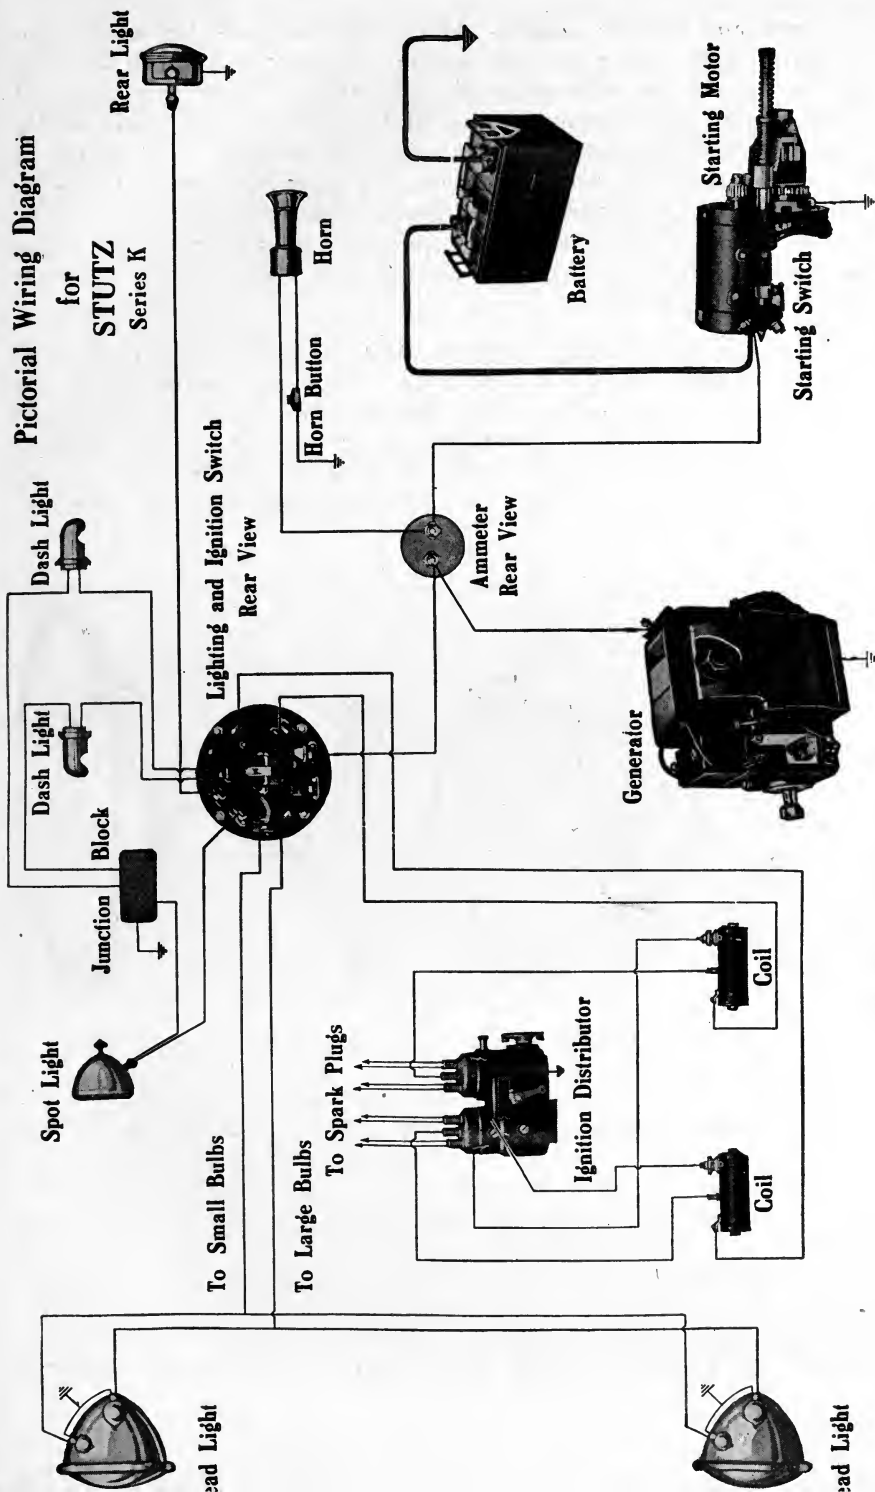 Pictorial Wiring Diagram
for
STUTZ
Series K
Rear Light
Dash Light
Dash Light
Junction Block
Spot Light
Lighting and Ignition Switch
Rear View
Horn
Horn Button
Ammeter
Rear View
Battery
Starting Motor
Starting Switch
Generator
To Small Bulbs
To Large Bulbs
To Spark Plugs
Ignition Distributor
Coil
Coil
ead Light
ead Light